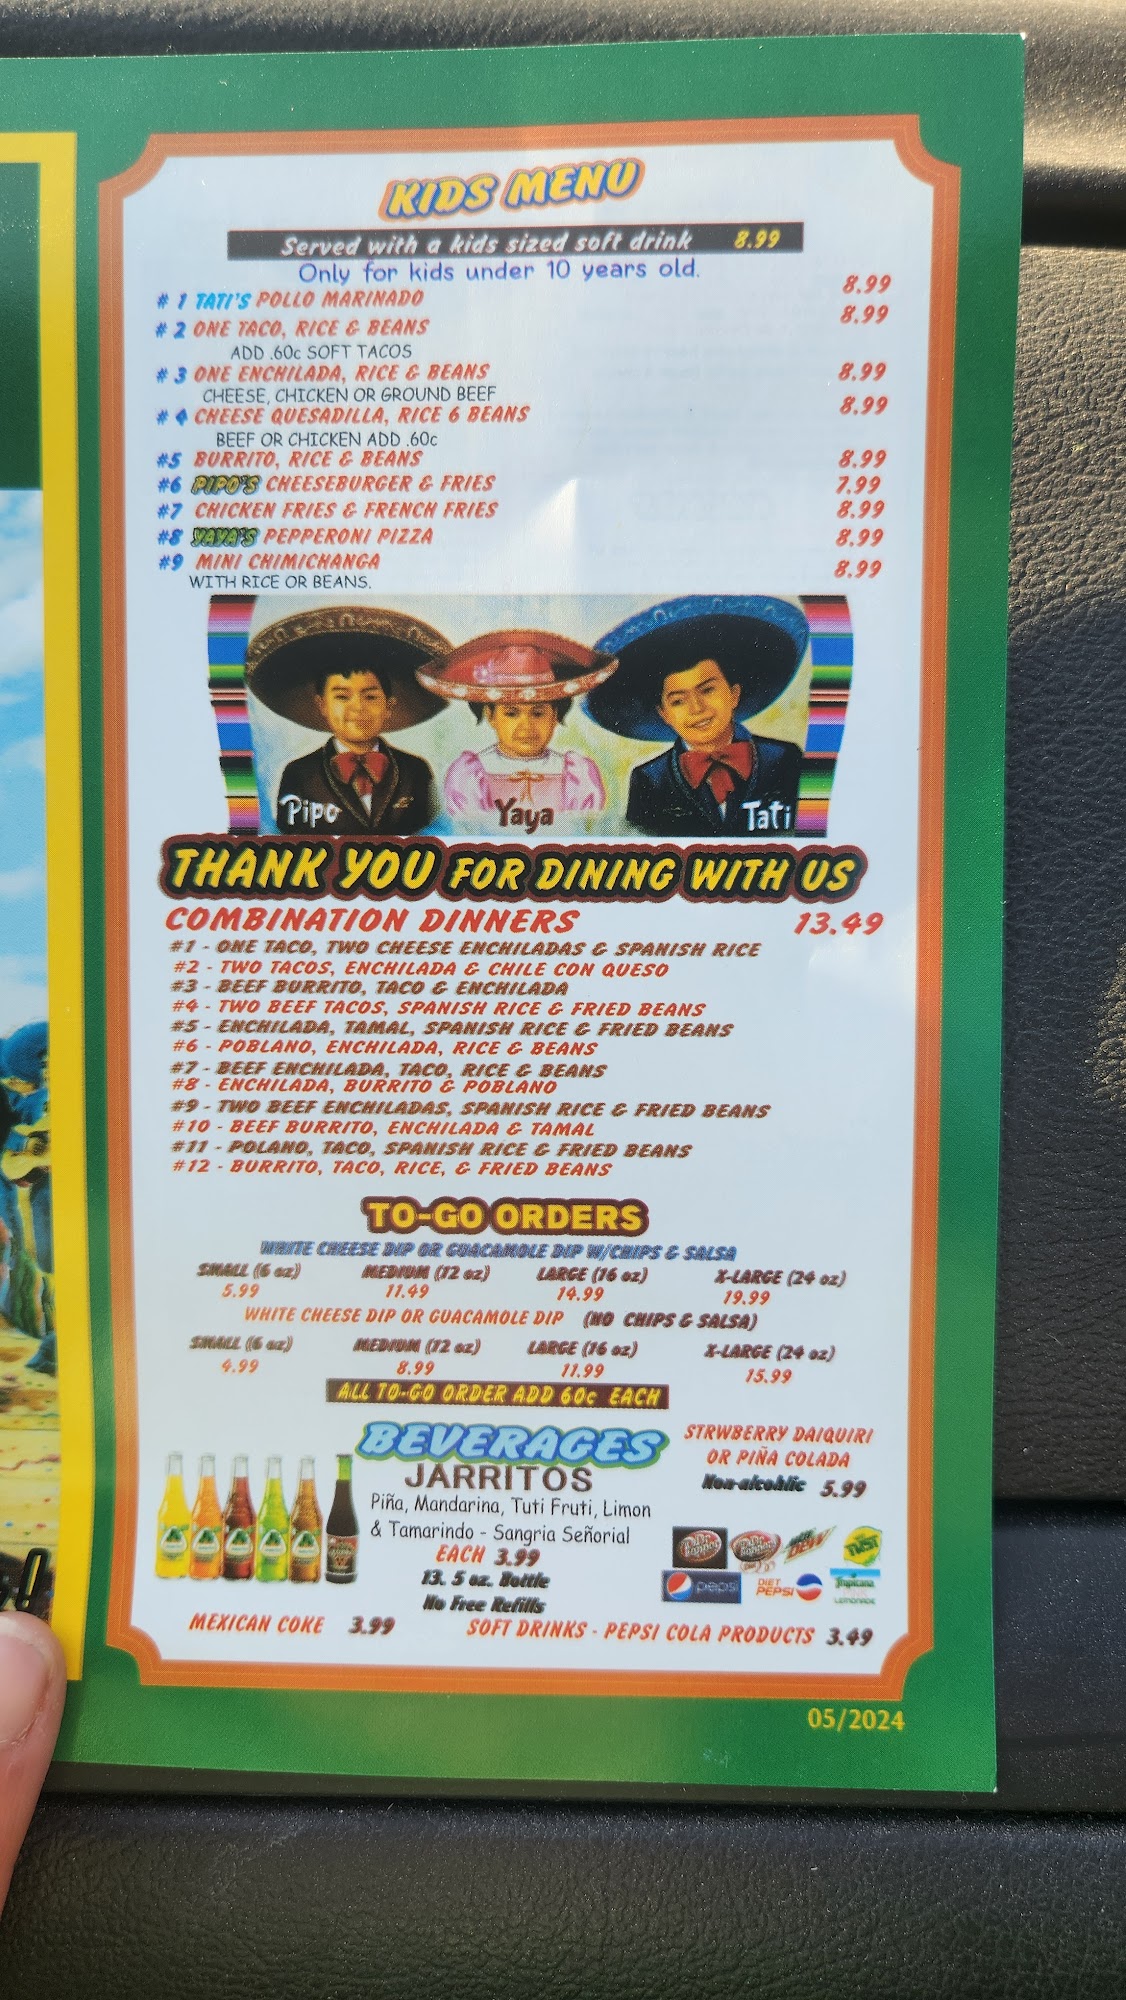 KIDS MENU
Served with a kids sized soft drink 8.99
Only for kids under 10 years old.
# 1 TATI'S POLLO MARINADO 8.99
# 2 ONE TACO, RICE & BEANS 8.99
ADD .60c SOFT TACOS
# 3 ONE ENCHILADA, RICE & BEANS 8.99
CHEESE, CHICKEN OR GROUND BEEF
# 4 CHEESE QUESADILLA, RICE 6 BEANS 8.99
BEEF OR CHICKEN ADD .60c
#5 BURRITO, RICE & BEANS 8.99
#6 PIPO'S CHEESEBURGER & FRIES 7.99
#7 CHICKEN FRIES & FRENCH FRIES 8.99
#8 YAYA'S PEPPERONI PIZZA 8.99
#9 MINI CHIMICHANGA 8.99
WITH RICE OR BEANS.
Pipo Yaya Tati
THANK YOU FOR DINING WITH US
COMBINATION DINNERS 13.49
#1 - ONE TACO, TWO CHEESE ENCHILADAS & SPANISH RICE
#2 - TWO TACOS, ENCHILADA & CHILE CON QUESO
#3 - BEEF BURRITO, TACO & ENCHILADA
#4 - TWO BEEF TACOS, SPANISH RICE & FRIED BEANS
#5 - ENCHILADA, TAMAL, SPANISH RICE & FRIED BEANS
#6 - POBLANO, ENCHILADA, RICE & BEANS
#7 - BEEF ENCHILADA, TACO, RICE & BEANS
#8 - ENCHILADA, BURRITO & POBLANO
#9 - TWO BEEF ENCHILADAS, SPANISH RICE & FRIED BEANS
#10 - BEEF BURRITO, ENCHILADA & TAMAL
#11 - POLANO, TACO, SPANISH RICE & FRIED BEANS
#12 - BURRITO, TACO, RICE, & FRIED BEANS
TO-GO ORDERS
WHITE CHEESE DIP OR GUACAMOLE DIP W/CHIPS & SALSA
SMALL (6 oz) MEDIUM (12 oz) LARGE (16 oz) X-LARGE (24 oz)
5.99 11.49 14.99 19.99
WHITE CHEESE DIP OR GUACAMOLE DIP (NO CHIPS & SALSA)
SMALL (6 oz) MEDIUM (12 oz) LARGE (16 oz) X-LARGE (24 oz)
4.99 8.99 11.99 15.99
ALL TO-GO ORDER ADD 60c EACH
BEVERAGES
JARRITOS
Piña, Mandarina, Tuti Fruti, Limon
& Tamarindo - Sangria Señorial
EACH 3.99
13. 5 oz. Bottle
No Free Refills
STRWBERRY DAIQUIRI
OR PIÑA COLADA
Non-alcohlic 5.99
Dr Pepper Diet Dr Pepper Mtn DEW TWIST
pepsi DIET PEPSI Tropicana LEMONADE
MEXICAN COKE 3.99 SOFT DRINKS - PEPSI COLA PRODUCTS 3.49
05/2024